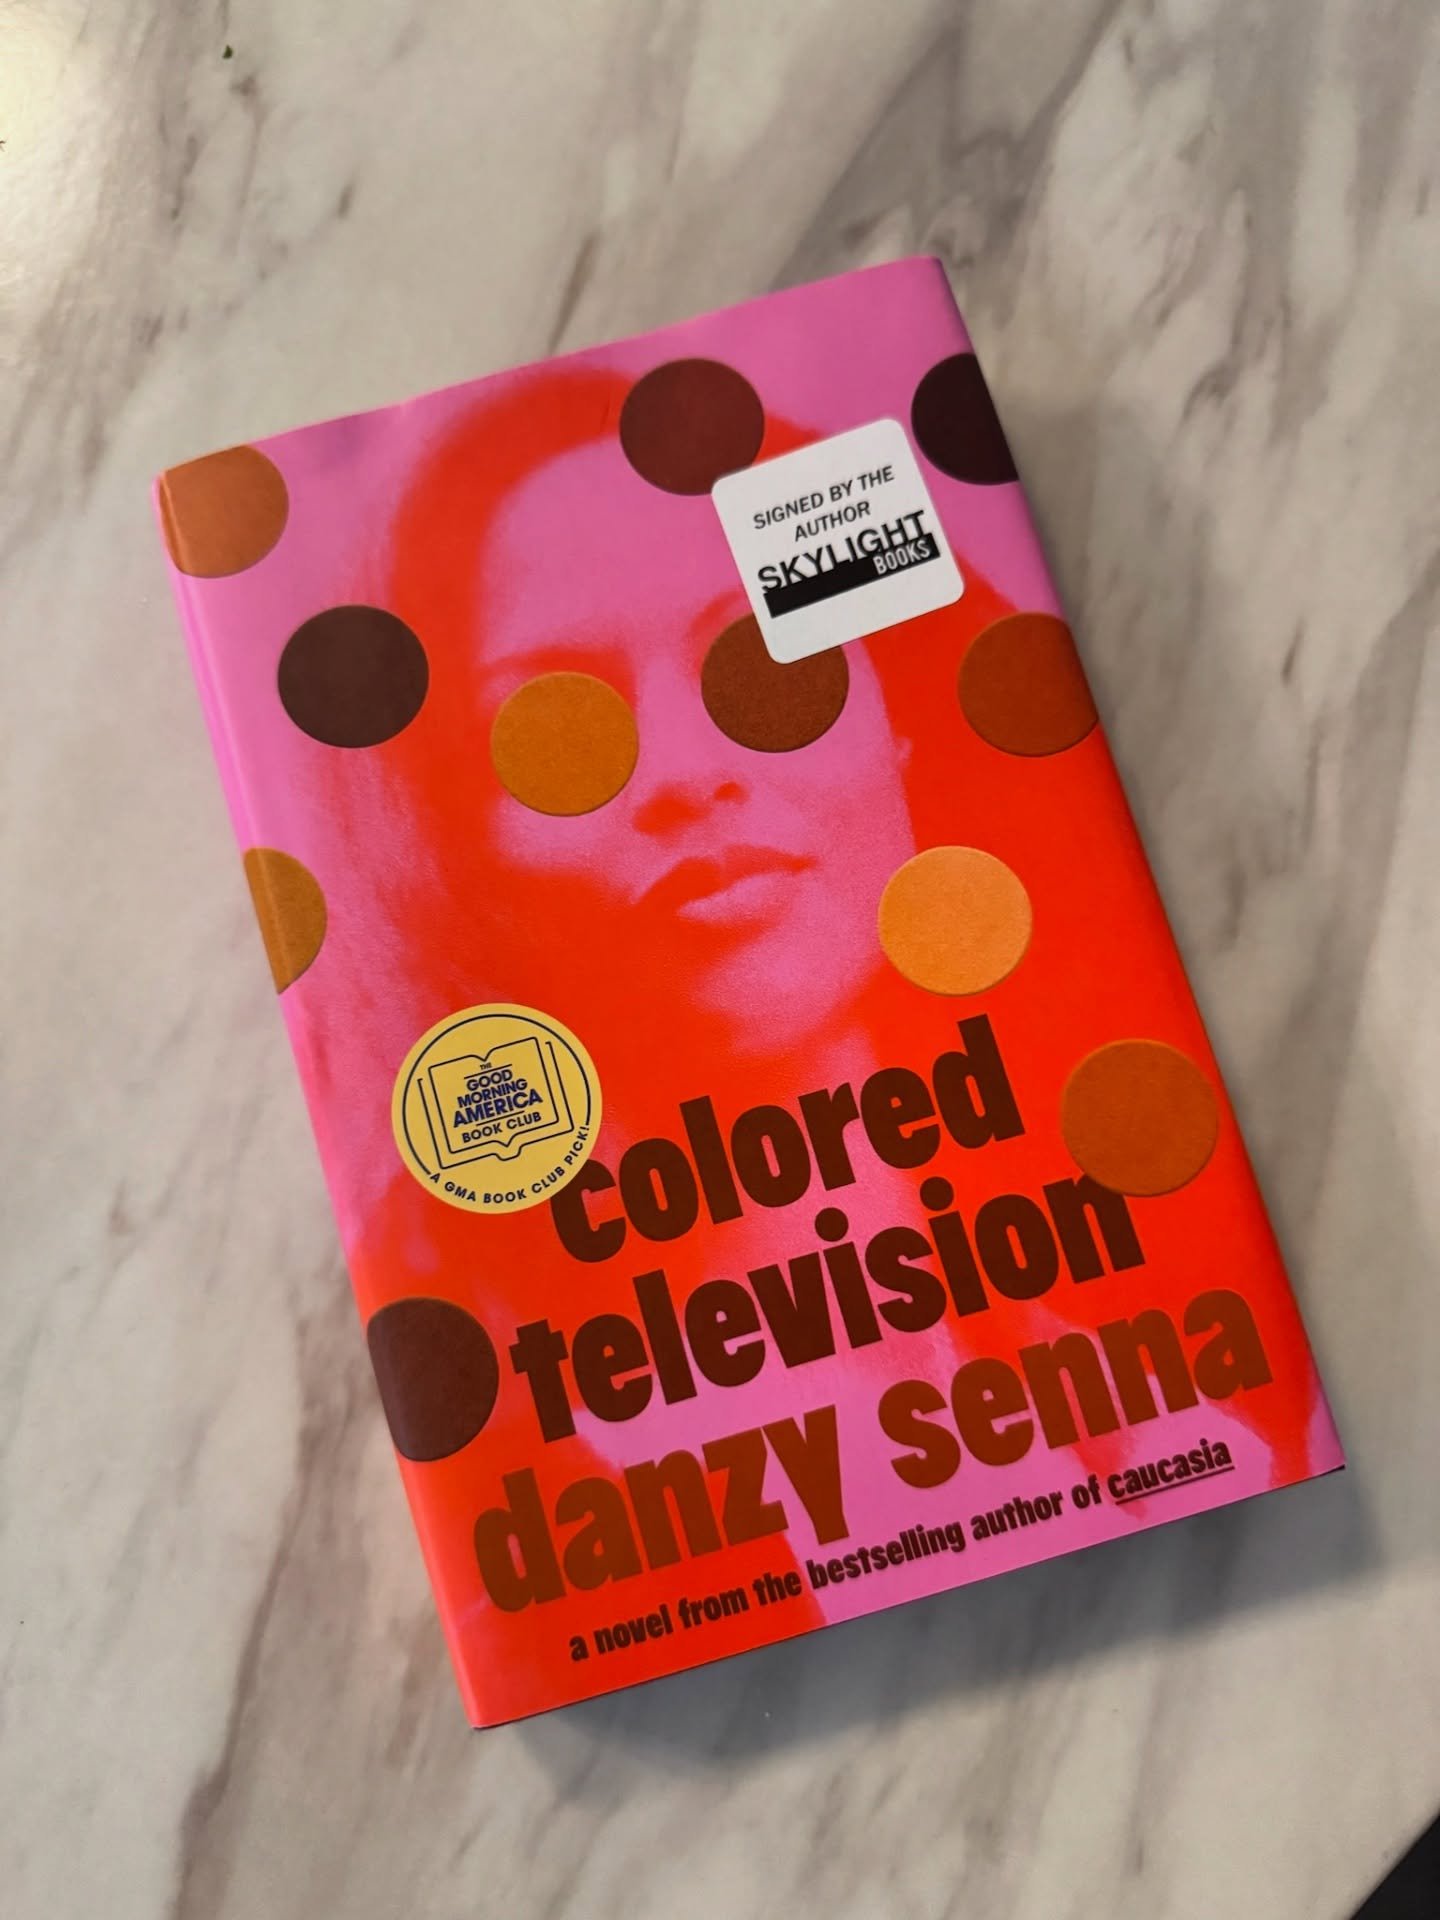 SIGNED BY THE
AUTHOR
SKYLIGHT
BOOKS
THE
GOOD
MORNING
AMERICA
BOOK CLUB
A GMA BOOK CLUB PICK!
colored
television
danzy senna
a novel from the bestselling author of caucasia